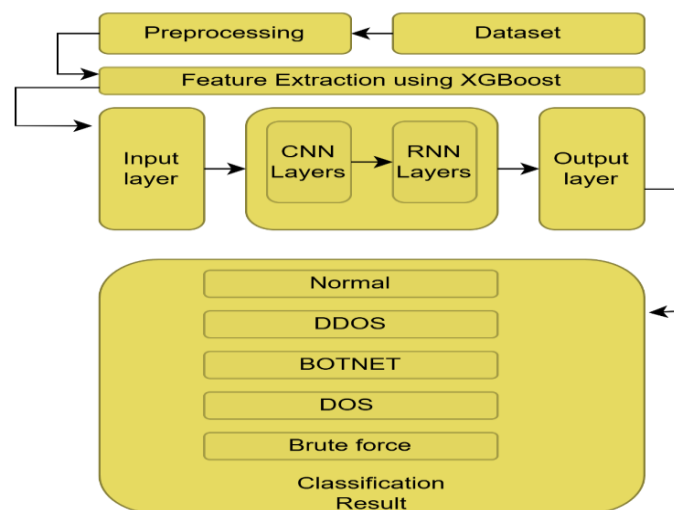 Preprocessing
Dataset
Feature Extraction using XGBoost
Input
layer
CNN
Layers
RNN
Layers
Output
layer
Normal
DDOS
BOTNET
DOS
Brute force
Classification
Result